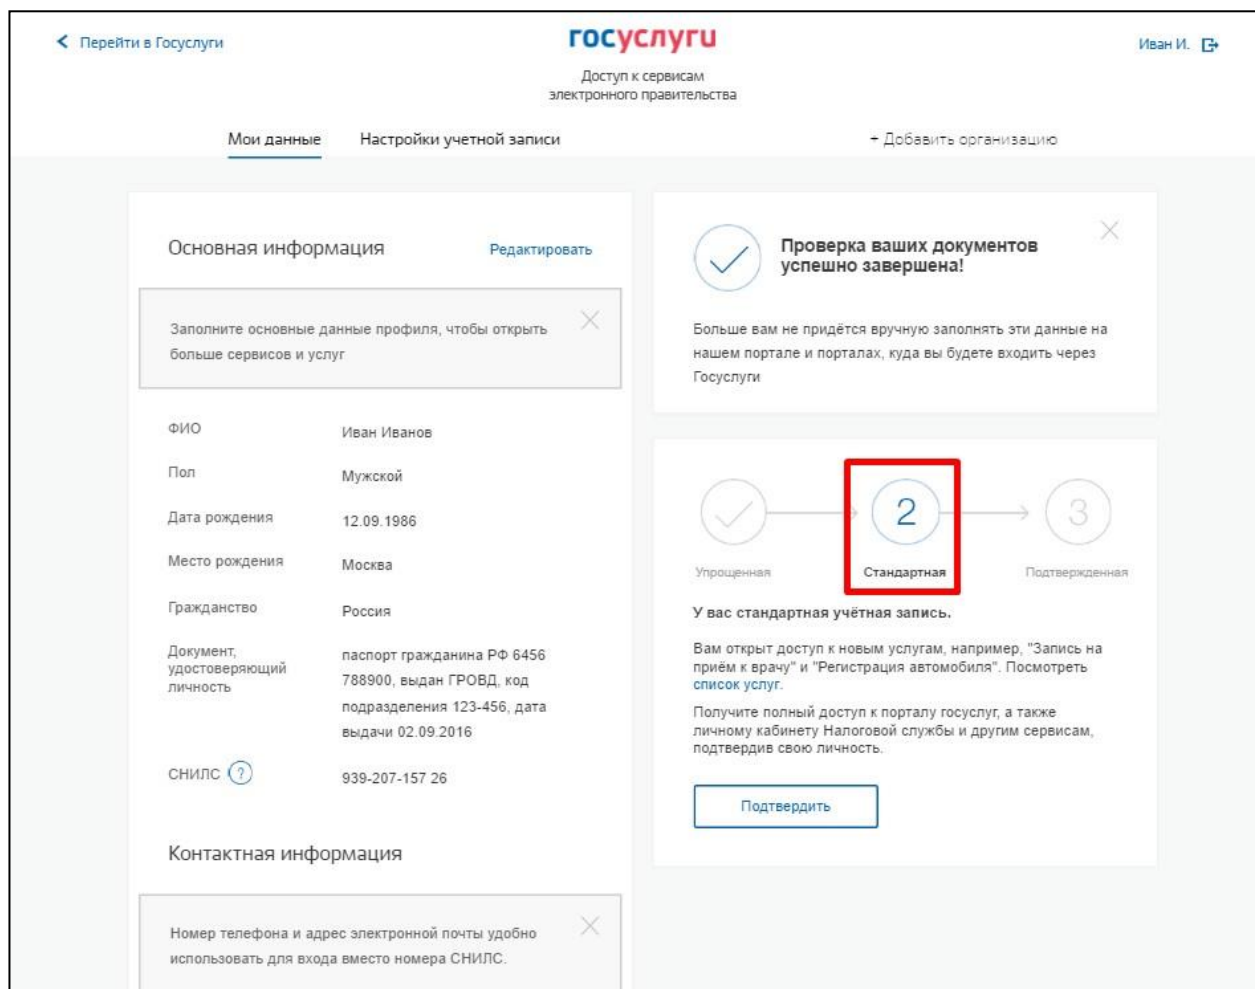 Перейти в Госуслуги
госуслуги
Иван И.
Доступ к сервисам
электронного правительства
Мои данные
Настройки учетной записи
+ Добавить организацию
Основная информация
Редактировать
Заполните основные данные профиля, чтобы открыть
больше сервисов и услуг
ФИО
Иван Иванов
Пол
Мужской
Дата рождения
12.09.1986
Место рождения
Москва
Гражданство
Россия
Документ,
удостоверяющий
личность
паспорт гражданина РФ 6456
788900, выдан ГРОВД, код
подразделения 123-456, дата
выдачи 02.09.2016
СНИЛС ?
939-207-157 26
Контактная информация
Номер телефона и адрес электронной почты удобно
использовать для входа вместо номера СНИЛС.
Проверка ваших документов
успешно завершена!
Больше вам не придётся вручную заполнять эти данные на
нашем портале и порталах, куда вы будете входить через
Госуслуги
2
3
Упрощенная
Стандартная
Подтвержденная
У вас стандартная учётная запись.
Вам открыт доступ к новым услугам, например, "Запись на
приём к врачу" и "Регистрация автомобиля". Посмотреть
список услуг.
Получите полный доступ к порталу госуслуг, а также
личному кабинету Налоговой службы и другим сервисам,
подтвердив свою личность.
Подтвердить